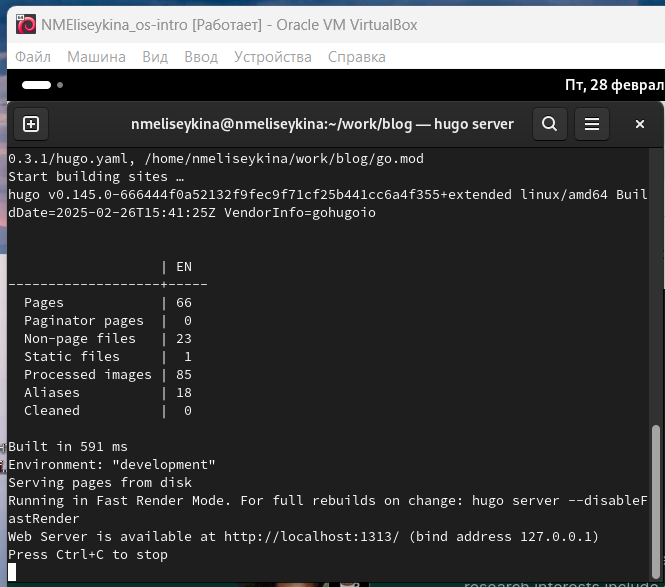 NMEliseykina_os-intro [Работает] - Oracle VM VirtualBox
Файл Машина Вид Ввод Устройства Справка
Пт, 28 феврал
nmeliseykina@nmeliseykina:~/work/blog — hugo server
0.3.1/hugo.yaml, /home/nmeliseykina/work/blog/go.mod
Start building sites …
hugo v0.145.0-666444f0a52132f9fec9f71cf25b441cc6a4f355+extended linux/amd64 Buil
dDate=2025-02-26T15:41:25Z VendorInfo=gohugoio
| EN
-------------------+-----
Pages | 66
Paginator pages | 0
Non-page files | 23
Static files | 1
Processed images | 85
Aliases | 18
Cleaned | 0
Built in 591 ms
Environment: "development"
Serving pages from disk
Running in Fast Render Mode. For full rebuilds on change: hugo server --disableF
astRender
Web Server is available at http://localhost:1313/ (bind address 127.0.0.1)
Press Ctrl+C to stop
research interests include